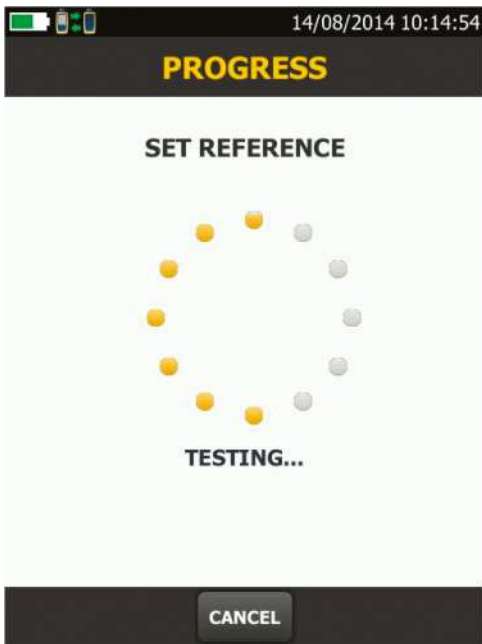 14/08/2014 10:14:54
PROGRESS
SET REFERENCE
TESTING...
CANCEL